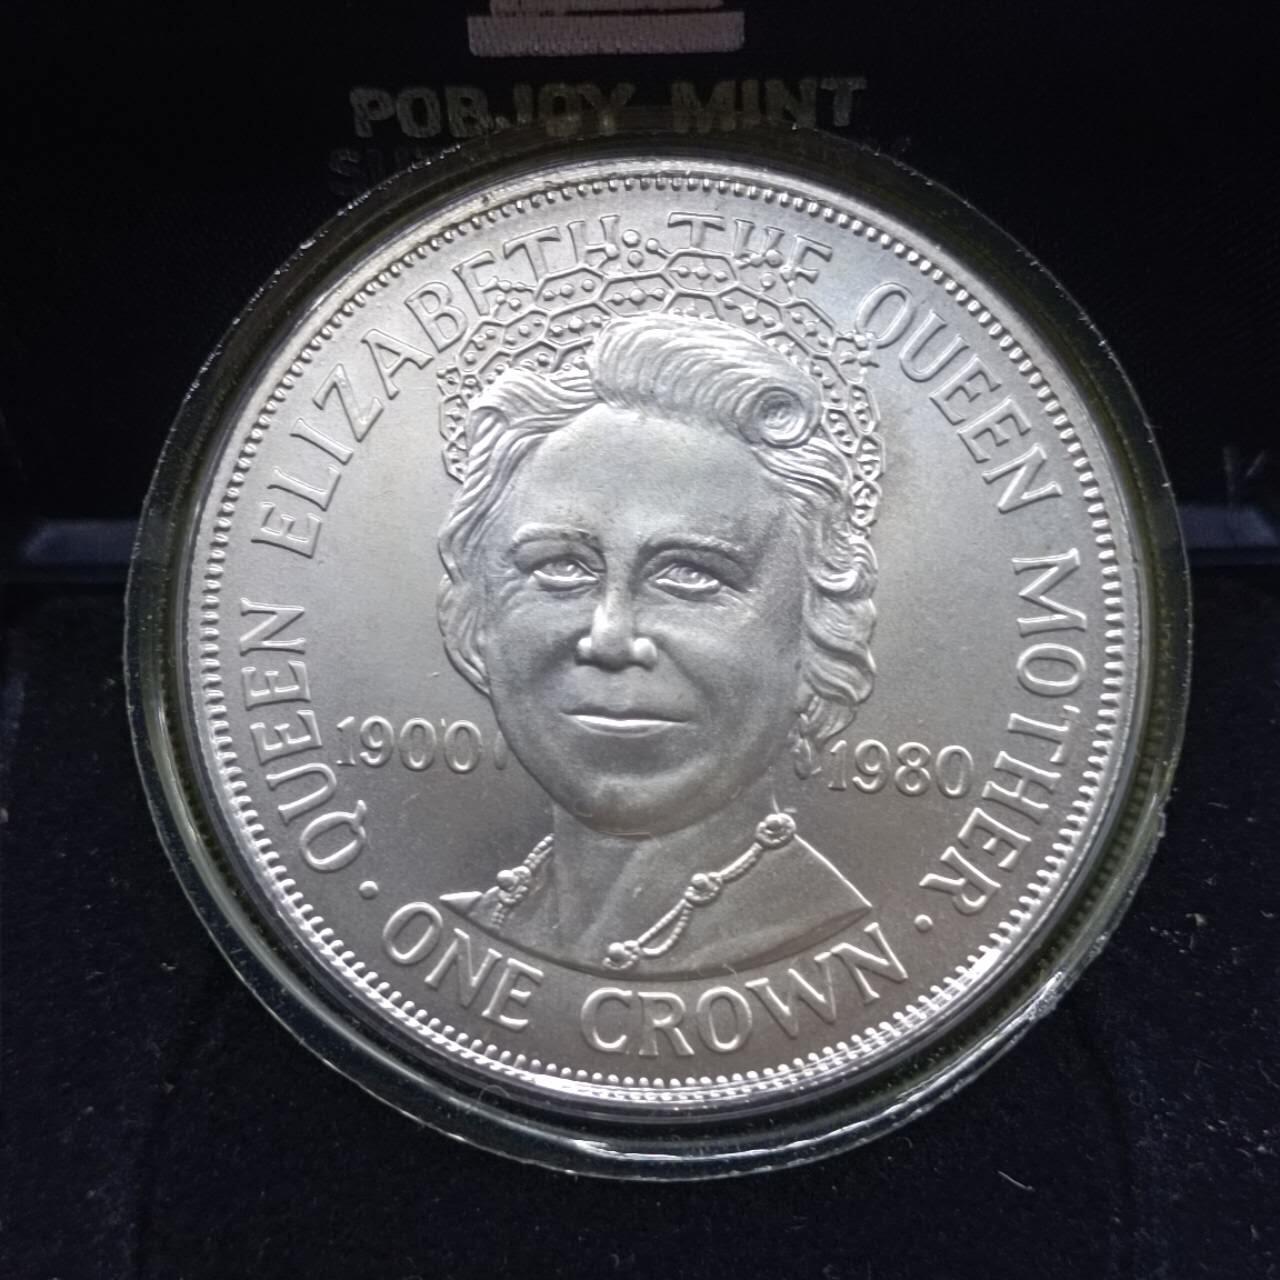 POBJOY MINT
QUEEN ELIZABETH THE QUEEN MOTHER
1900 1980
· ONE CROWN ·